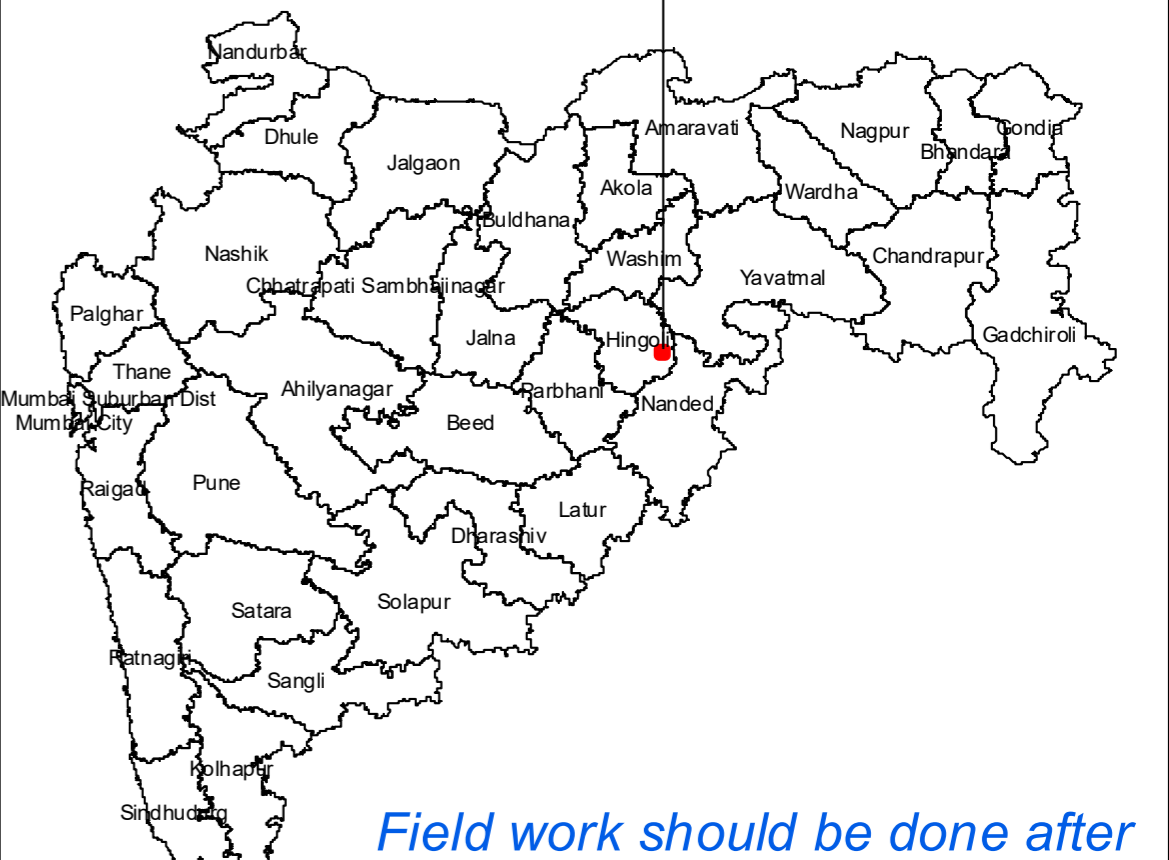 Nandurbar
Dhule
Jalgaon
Amaravati
Nagpur
Gondia
Bhandara
Akola
Wardha
Buldhana
Nashik
Washim
Chandrapur
Yavatmal
Chhatrapati Sambhajinagar
Palghar
Jalna
Hingoli
Gadchiroli
Thane
Ahilyanagar
Parbhani
Mumbai Suburban Dist
Nanded
Mumbai City
Beed
Pune
Raigad
Latur
Dharashiv
Solapur
Satara
Ratnagiri
Sangli
Kolhapur
Sindhudurg
Field work should be done after